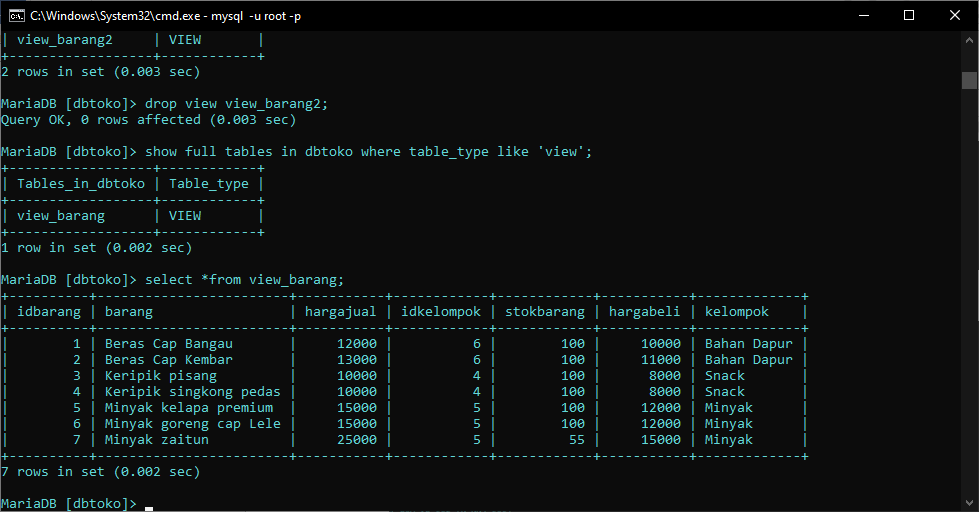 C:\Windows\System32\cmd.exe - mysql  -u root -p
| view_barang2     | VIEW       |
+------------------+------------+
2 rows in set (0.003 sec)
MariaDB [dbtoko]> drop view view_barang2;
Query OK, 0 rows affected (0.003 sec)
MariaDB [dbtoko]> show full tables in dbtoko where table_type like 'view';
+------------------+------------+
| Tables_in_dbtoko | Table_type |
+------------------+------------+
| view_barang      | VIEW       |
+------------------+------------+
1 row in set (0.002 sec)
MariaDB [dbtoko]> select *from view_barang;
+----------+------------------------+-----------+------------+------------+-----------+-------------+
| idbarang | barang                 | hargajual | idkelompok | stokbarang | hargabeli | kelompok    |
+----------+------------------------+-----------+------------+------------+-----------+-------------+
|        1 | Beras Cap Bangau       |     12000 |          6 |        100 |     10000 | Bahan Dapur |
|        2 | Beras Cap Kembar       |     13000 |          6 |        100 |     11000 | Bahan Dapur |
|        3 | Keripik pisang         |     10000 |          4 |        100 |      8000 | Snack       |
|        4 | Keripik singkong pedas |     10000 |          4 |        100 |      8000 | Snack       |
|        5 | Minyak kelapa premium  |     15000 |          5 |        100 |     12000 | Minyak      |
|        6 | Minyak goreng cap Lele |     15000 |          5 |        100 |     12000 | Minyak      |
|        7 | Minyak zaitun          |     25000 |          5 |         55 |     15000 | Minyak      |
+----------+------------------------+-----------+------------+------------+-----------+-------------+
7 rows in set (0.002 sec)
MariaDB [dbtoko]> _